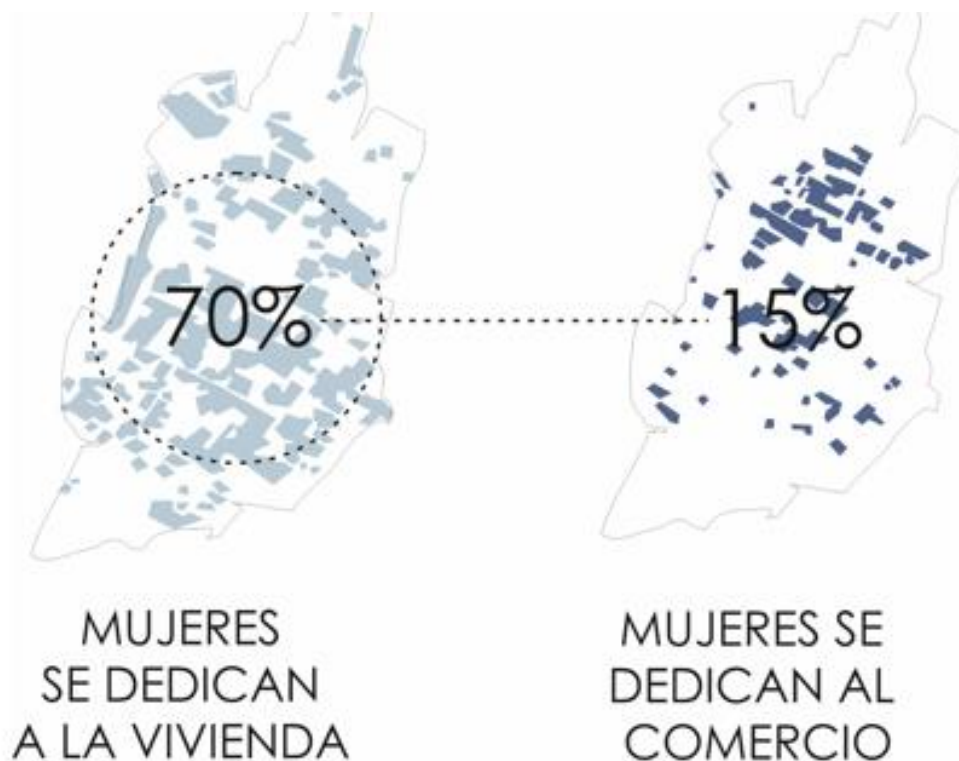 70%
15%
MUJERES
SE DEDICAN
A LA VIVIENDA
MUJERES SE
DEDICAN AL
COMERCIO